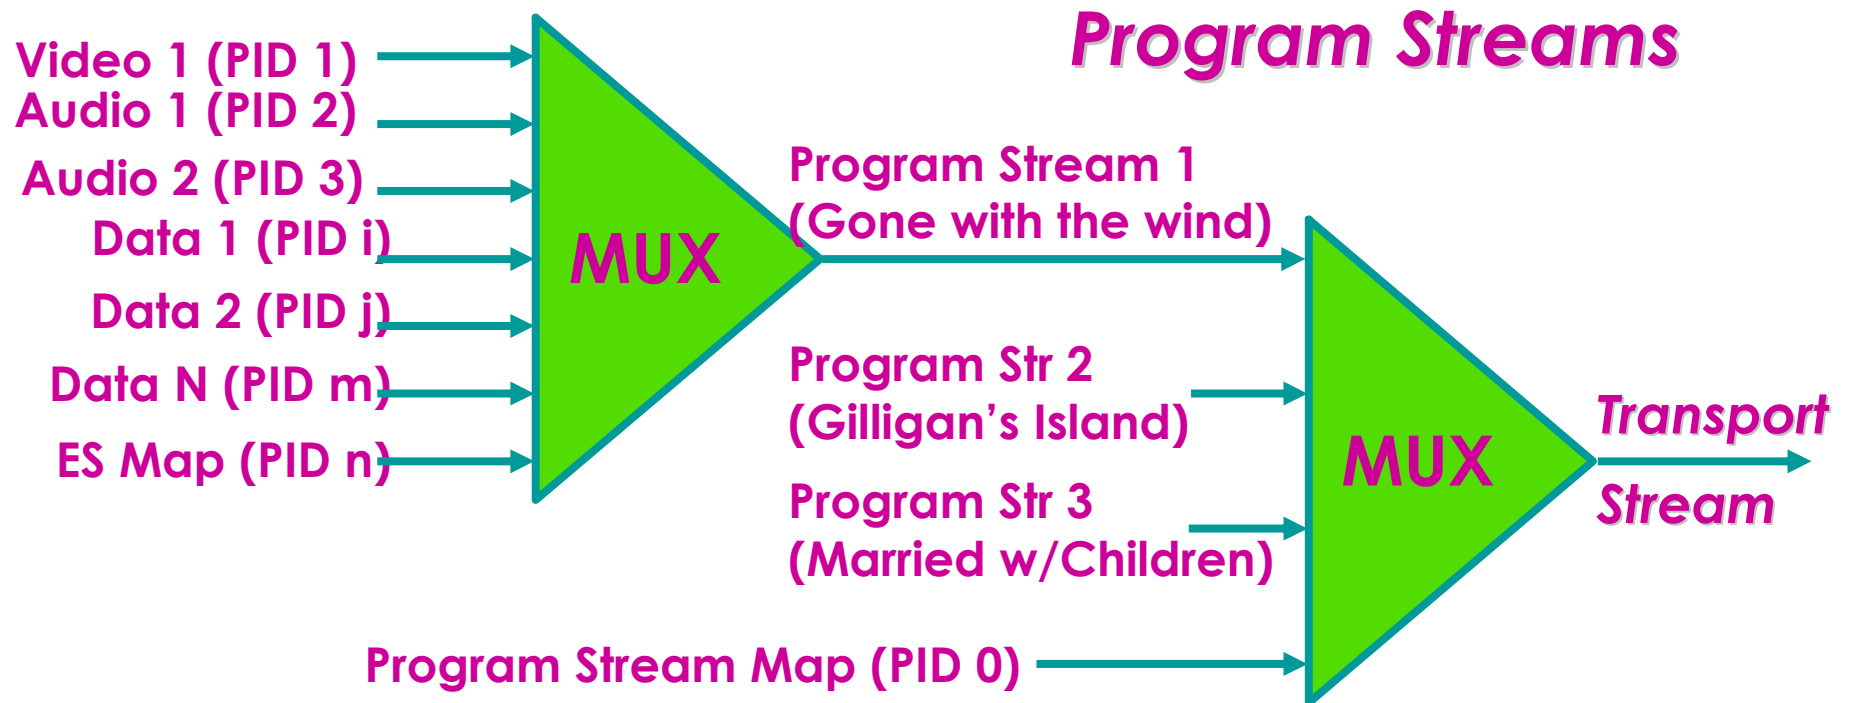 Program Streams
Video 1 (PID 1)
Audio 1 (PID 2)
Audio 2 (PID 3)
Data 1 (PID i)
Data 2 (PID j)
Data N (PID m)
ES Map (PID n)
MUX
Program Stream 1
(Gone with the wind)
Program Str 2
(Gilligan’s Island)
Program Str 3
(Married w/Children)
Program Stream Map (PID 0)
MUX
Transport
Stream